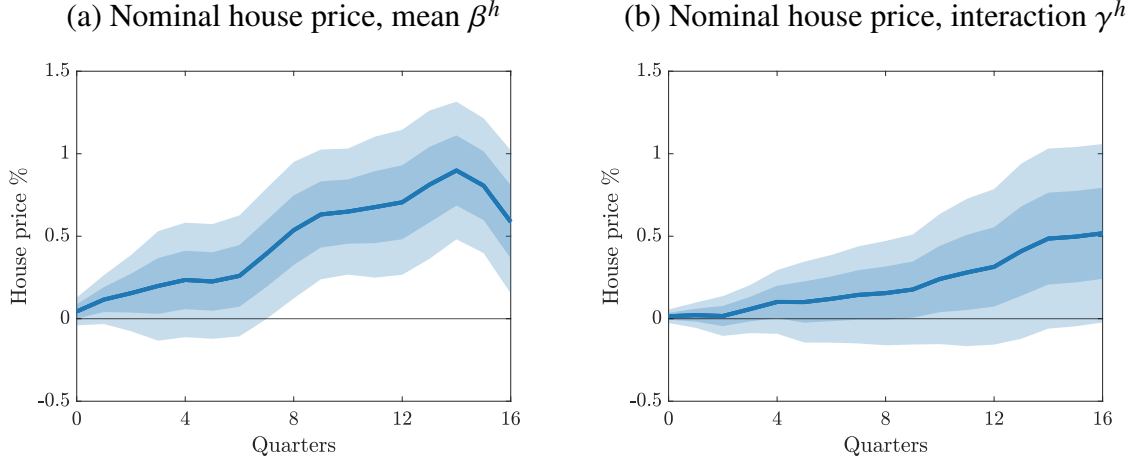 (a) Nominal house price, mean βʰ
(b) Nominal house price, interaction γʰ
1.5
1
0.5
0
-0.5
House price %
0 4 8 12 16
Quarters
1.5
1
0.5
0
-0.5
House price %
0 4 8 12 16
Quarters